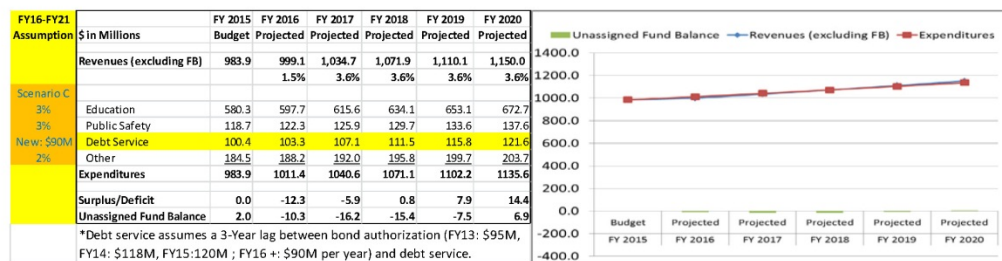 FY16-FY21 FY 2015 FY 2016 FY 2017 FY 2018 FY 2019 FY 2020
Assumption $ in Millions Budget Projected Projected Projected Projected Projected
Revenues (excluding FB) 983.9 999.1 1,034.7 1,071.9 1,110.1 1,150.0
1.5% 3.6% 3.6% 3.6% 3.6%
Scenario C
3% Education 580.3 597.7 615.6 634.1 653.1 672.7
3% Public Safety 118.7 122.3 125.9 129.7 133.6 137.6
New: $90M Debt Service 100.4 103.3 107.1 111.5 115.8 121.6
2% Other 184.5 188.2 192.0 195.8 199.7 203.7
Expenditures 983.9 1011.4 1040.6 1071.1 1102.2 1135.6
Surplus/Deficit 0.0 -12.3 -5.9 0.8 7.9 14.4
Unassigned Fund Balance 2.0 -10.3 -16.2 -15.4 -7.5 6.9
*Debt service assumes a 3-Year lag between bond authorization (FY13: $95M,
FY14: $118M, FY15:120M ; FY16 +: $90M per year) and debt service.
Unassigned Fund Balance Revenues (excluding FB) Expenditures
1400.0
1200.0
1000.0
800.0
600.0
400.0
200.0
0.0
-200.0
-400.0
Budget Projected Projected Projected Projected Projected
FY 2015 FY 2016 FY 2017 FY 2018 FY 2019 FY 2020